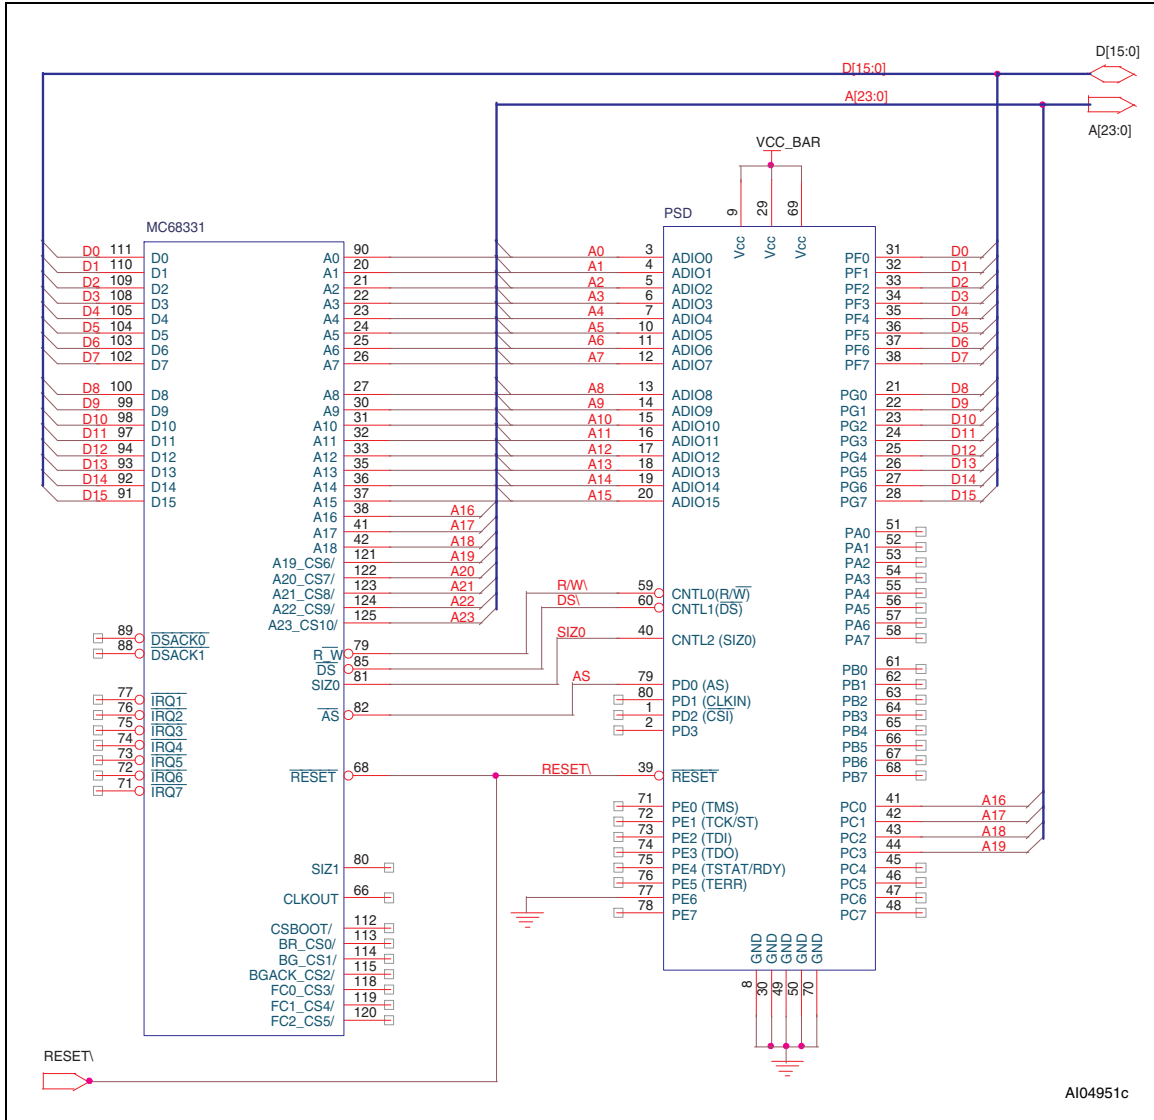 D[15:0]
D[15:0]
A[23:0]
A[23:0]
VCC_BAR
MC68331
PSD
9 29 69
Vcc Vcc Vcc
D0 111 D0 A0 90 A0 3 ADIO0 PF0 31 D0
D1 110 D1 A1 20 A1 4 ADIO1 PF1 32 D1
D2 109 D2 A2 21 A2 5 ADIO2 PF2 33 D2
D3 108 D3 A3 22 A3 6 ADIO3 PF3 34 D3
D4 105 D4 A4 23 A4 7 ADIO4 PF4 35 D4
D5 104 D5 A5 24 A5 10 ADIO5 PF5 36 D5
D6 103 D6 A6 25 A6 11 ADIO6 PF6 37 D6
D7 102 D7 A7 26 A7 12 ADIO7 PF7 38 D7
D8 100 D8 A8 27 A8 13 ADIO8 PG0 21 D8
D9 99 D9 A9 30 A9 14 ADIO9 PG1 22 D9
D10 98 D10 A10 31 A10 15 ADIO10 PG2 23 D10
D11 97 D11 A11 32 A11 16 ADIO11 PG3 24 D11
D12 94 D12 A12 33 A12 17 ADIO12 PG4 25 D12
D13 93 D13 A13 35 A13 18 ADIO13 PG5 26 D13
D14 92 D14 A14 36 A14 19 ADIO14 PG6 27 D14
D15 91 D15 A15 37 A15 20 ADIO15 PG7 28 D15
A16 38 A16
A17 41 A17 PA0 51
A18 42 A18 PA1 52
A19_CS6/ 121 A19 PA2 53
A20_CS7/ 122 A20 PA3 54
A21_CS8/ 123 A21 R/W\ 59 CNTL0(R/W) PA4 55
A22_CS9/ 124 A22 DS\ 60 CNTL1(DS) PA5 56
A23_CS10/ 125 A23 PA6 57
89 DSACK0 SIZ0 40 CNTL2 (SIZ0) PA7 58
88 DSACK1 R_W 79
DS 85 PB0 61
SIZ0 81 AS 79 PD0 (AS) PB1 62
77 IRQ1 80 PD1 (CLKIN) PB2 63
76 IRQ2 AS 82 1 PD2 (CSI) PB3 64
75 IRQ3 2 PD3 PB4 65
74 IRQ4 PB5 66
73 IRQ5 PB6 67
72 IRQ6 RESET 68 RESET\ 39 RESET PB7 68
71 IRQ7
71 PE0 (TMS) PC0 41 A16
72 PE1 (TCK/ST) PC1 42 A17
73 PE2 (TDI) PC2 43 A18
74 PE3 (TDO) PC3 44 A19
SIZ1 80 75 PE4 (TSTAT/RDY) PC4 45
76 PE5 (TERR) PC5 46
CLKOUT 66 77 PE6 PC6 47
78 PE7 PC7 48
CSBOOT/ 112
BR_CS0/ 113
BG_CS1/ 114
BGACK_CS2/ 115
FC0_CS3/ 118
FC1_CS4/ 119
FC2_CS5/ 120
GND GND GND GND GND
8 30 49 50 70
RESET\
AI04951c